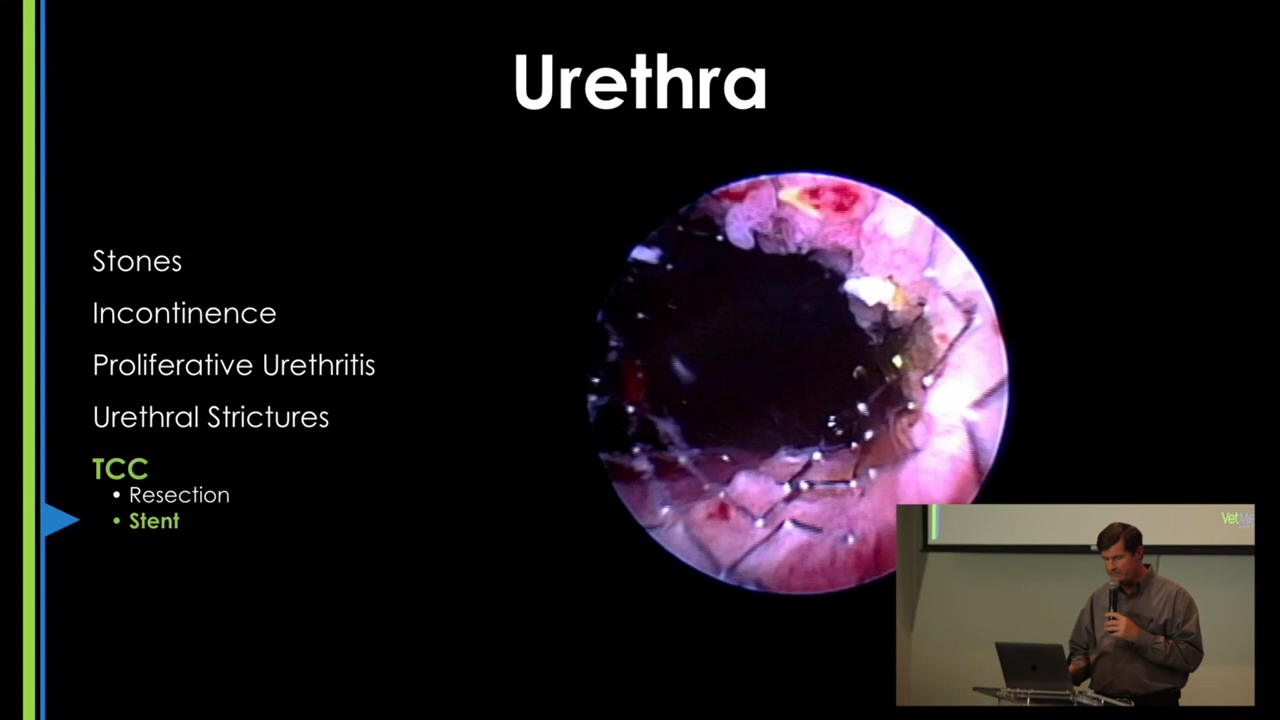 Urethra
Stones
Incontinence
Proliferative Urethritis
Urethral Strictures
TCC
• Resection
• Stent